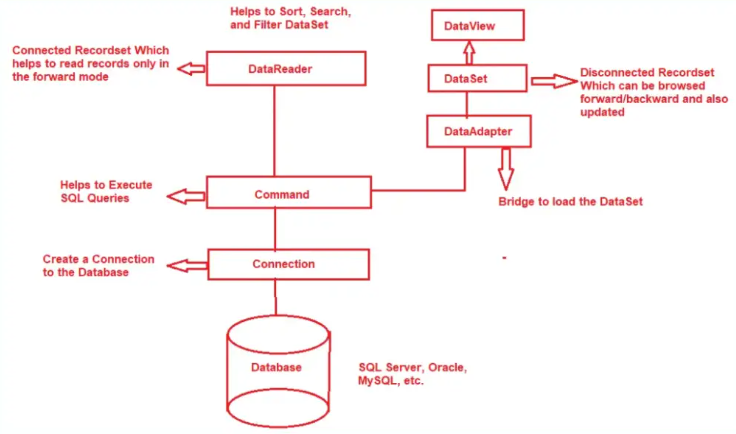 Helps to Sort, Search,
and Filter DataSet
DataView
Connected Recordset Which
helps to read records only in
the forward mode
DataReader
DataSet
Disconnected Recordset
Which can be browsed
forward/backward and also
updated
DataAdapter
Helps to Execute
SQL Queries
Command
Bridge to load the DataSet
Create a Connection
to the Database
Connection
Database
SQL Server, Oracle,
MySQL, etc.